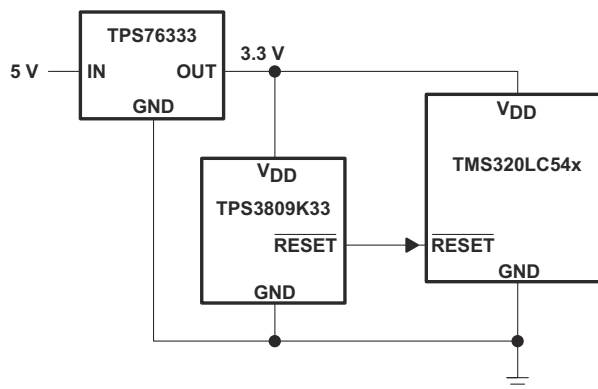 TPS76333
5 V
IN
OUT
3.3 V
GND
VDD
TMS320LC54x
VDD
TPS3809K33
RESET
RESET
GND
GND